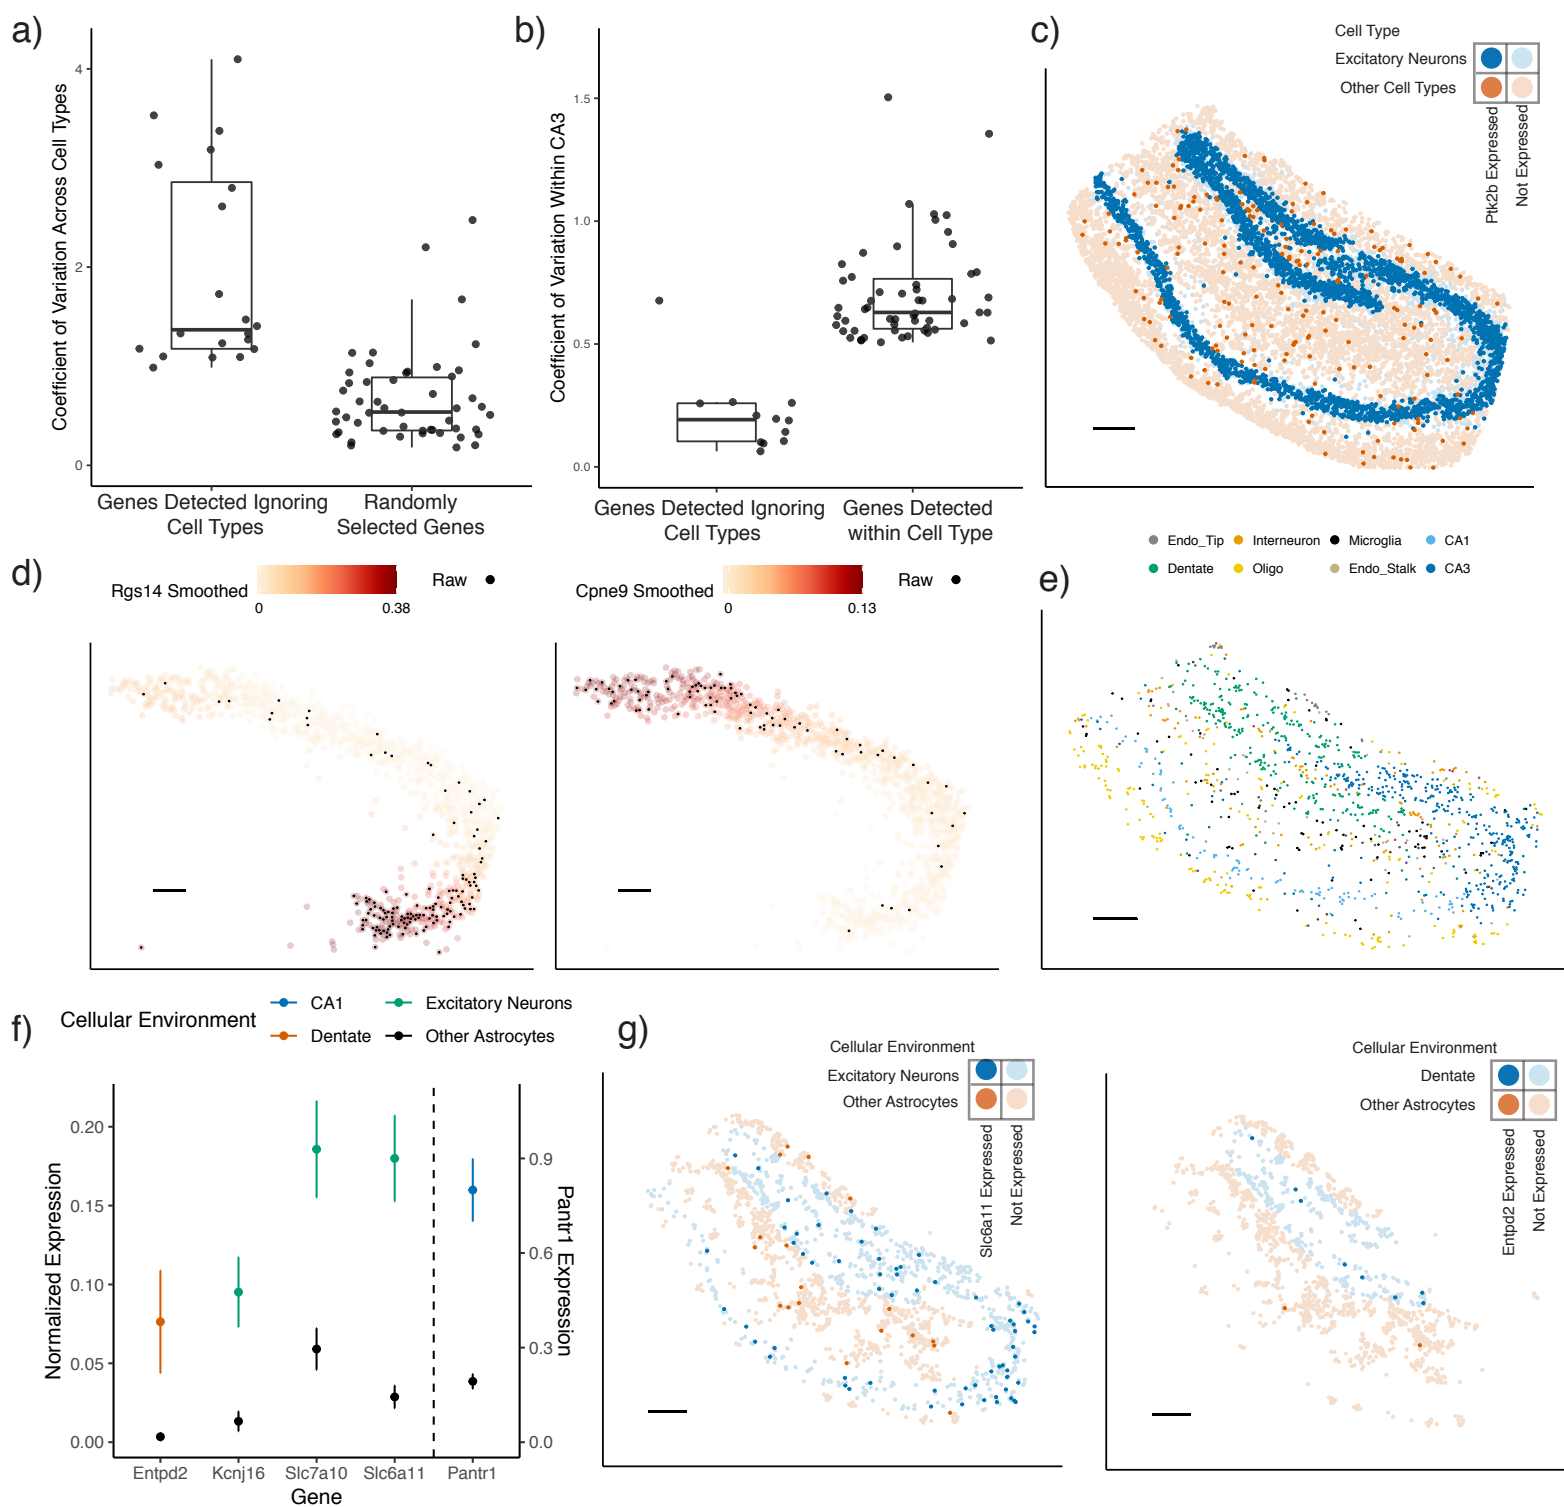 a)
Coefficient of Variation Across Cell Types
4
2
0
Genes Detected Ignoring
Cell Types
Randomly
Selected Genes
b)
Coefficient of Variation Within CA3
1.5
1.0
0.5
0.0
Genes Detected Ignoring
Cell Types
Genes Detected
within Cell Type
c)
Cell Type
Excitatory Neurons
Other Cell Types
Ptk2b Expressed
Not Expressed
d)
Rgs14 Smoothed
0
0.38
Raw
Cpne9 Smoothed
0
0.13
Raw
e)
Endo_Tip
Interneuron
Microglia
CA1
Dentate
Oligo
Endo_Stalk
CA3
f)
Cellular Environment
CA1
Excitatory Neurons
Dentate
Other Astrocytes
Normalized Expression
0.20
0.15
0.10
0.05
0.00
0.9
0.6
0.3
0.0
Pantr1 Expression
Entpd2
Kcnj16
Slc7a10
Slc6a11
Pantr1
Gene
g)
Cellular Environment
Excitatory Neurons
Other Astrocytes
Slc6a11 Expressed
Not Expressed
Cellular Environment
Dentate
Other Astrocytes
Entpd2 Expressed
Not Expressed